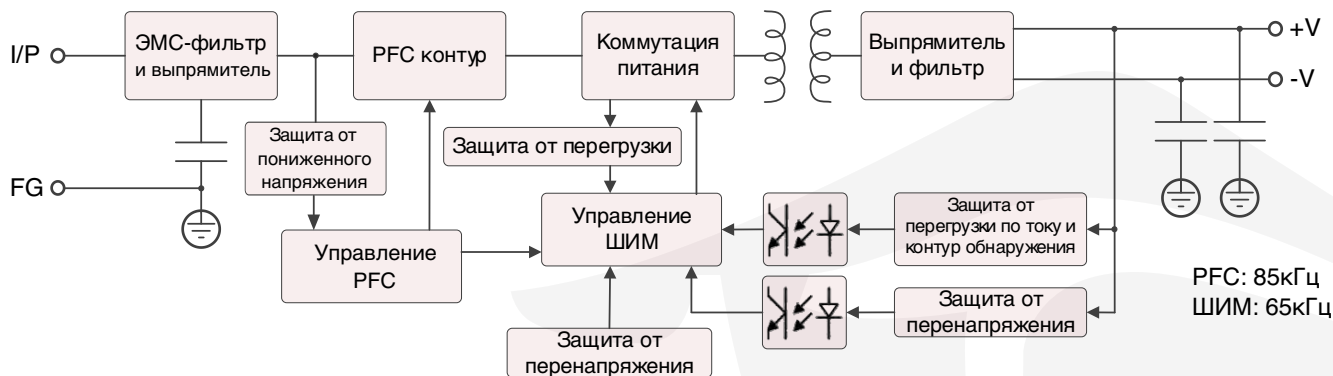 I/P
ЭМС-фильтр
и выпрямитель
PFC контур
Коммутация
питания
Выпрямитель
и фильтр
+V
-V
Защита от
пониженного
напряжения
Защита от перегрузки
FG
Управление
PFC
Управление
ШИМ
Защита от
перегрузки по току и
контур обнаружения
Защита от
перенапряжения
Защита от
перенапряжения
PFC: 85кГц
ШИМ: 65кГц